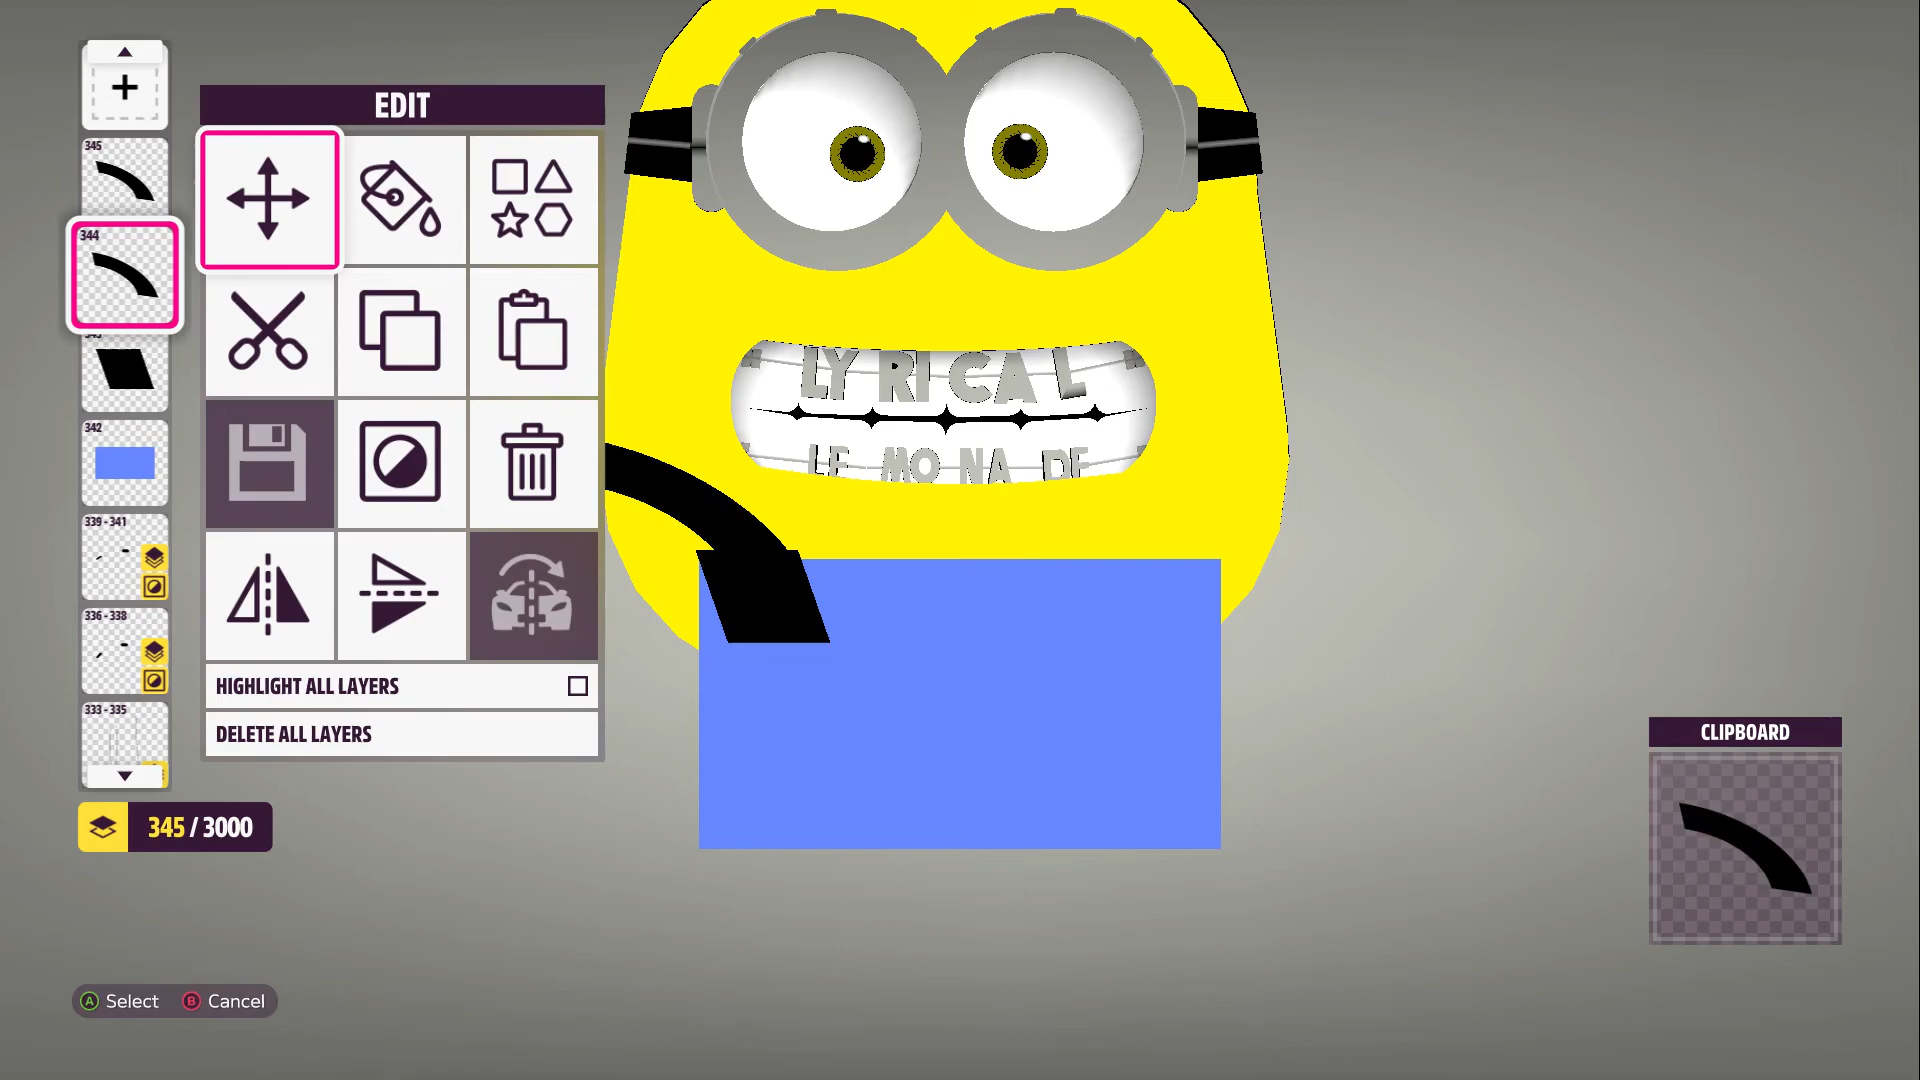 345
EDIT
344
342
339 - 341
336 - 338
333 - 335
LYRICAL
LEMONADE
HIGHLIGHT ALL LAYERS
DELETE ALL LAYERS
345 / 3000
CLIPBOARD
A Select B Cancel